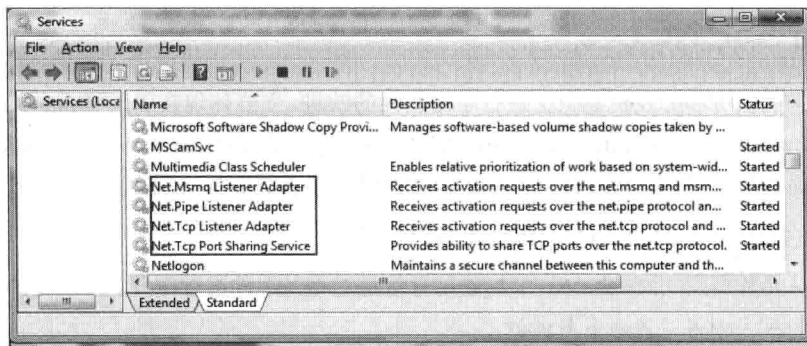 Services
File Action View Help
Services (Loca
Name Description Status
Microsoft Software Shadow Copy Provi... Manages software-based volume shadow copies taken by ...
MSCamSvc Started
Multimedia Class Scheduler Enables relative prioritization of work based on system-wid... Started
Net.Msmq Listener Adapter Receives activation requests over the net.msmq and msm... Started
Net.Pipe Listener Adapter Receives activation requests over the net.pipe protocol an... Started
Net.Tcp Listener Adapter Receives activation requests over the net.tcp protocol and ... Started
Net.Tcp Port Sharing Service Provides ability to share TCP ports over the net.tcp protocol. Started
Netlogon Maintains a secure channel between this computer and th...
Extended Standard